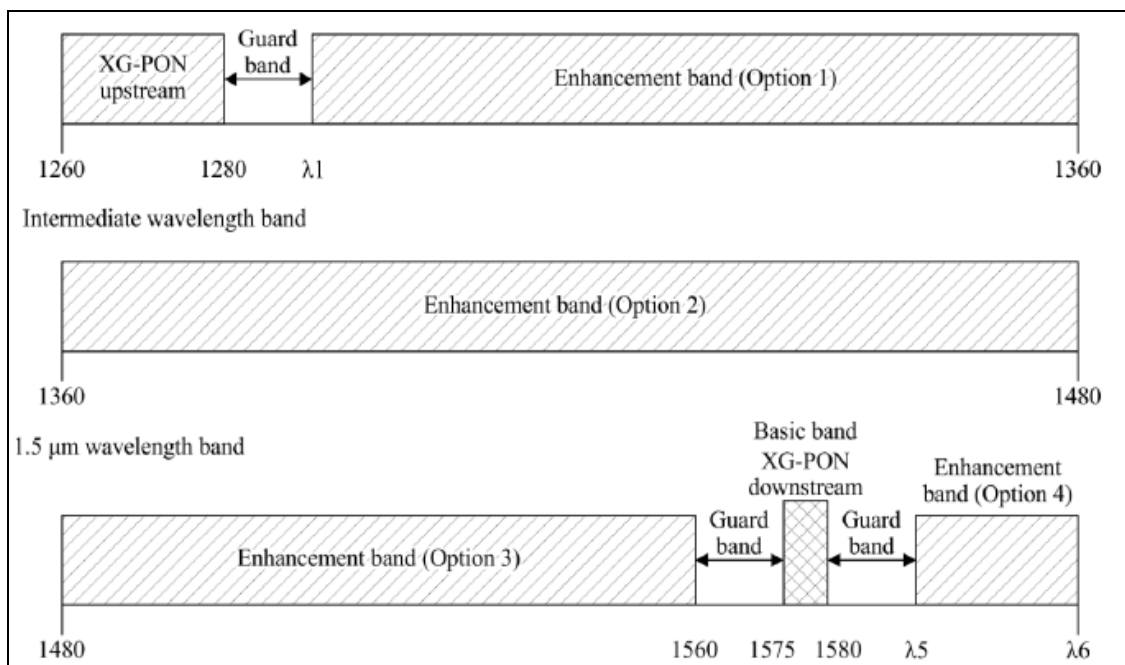 XG-PON
upstream
Guard
band
Enhancement band (Option 1)
1260
1280
λ1
1360
Intermediate wavelength band
Enhancement band (Option 2)
1360
1480
1.5 μm wavelength band
Basic band
XG-PON
downstream
Enhancement
band (Option 4)
Enhancement band (Option 3)
Guard
band
Guard
band
1480
1560
1575
1580
λ5
λ6